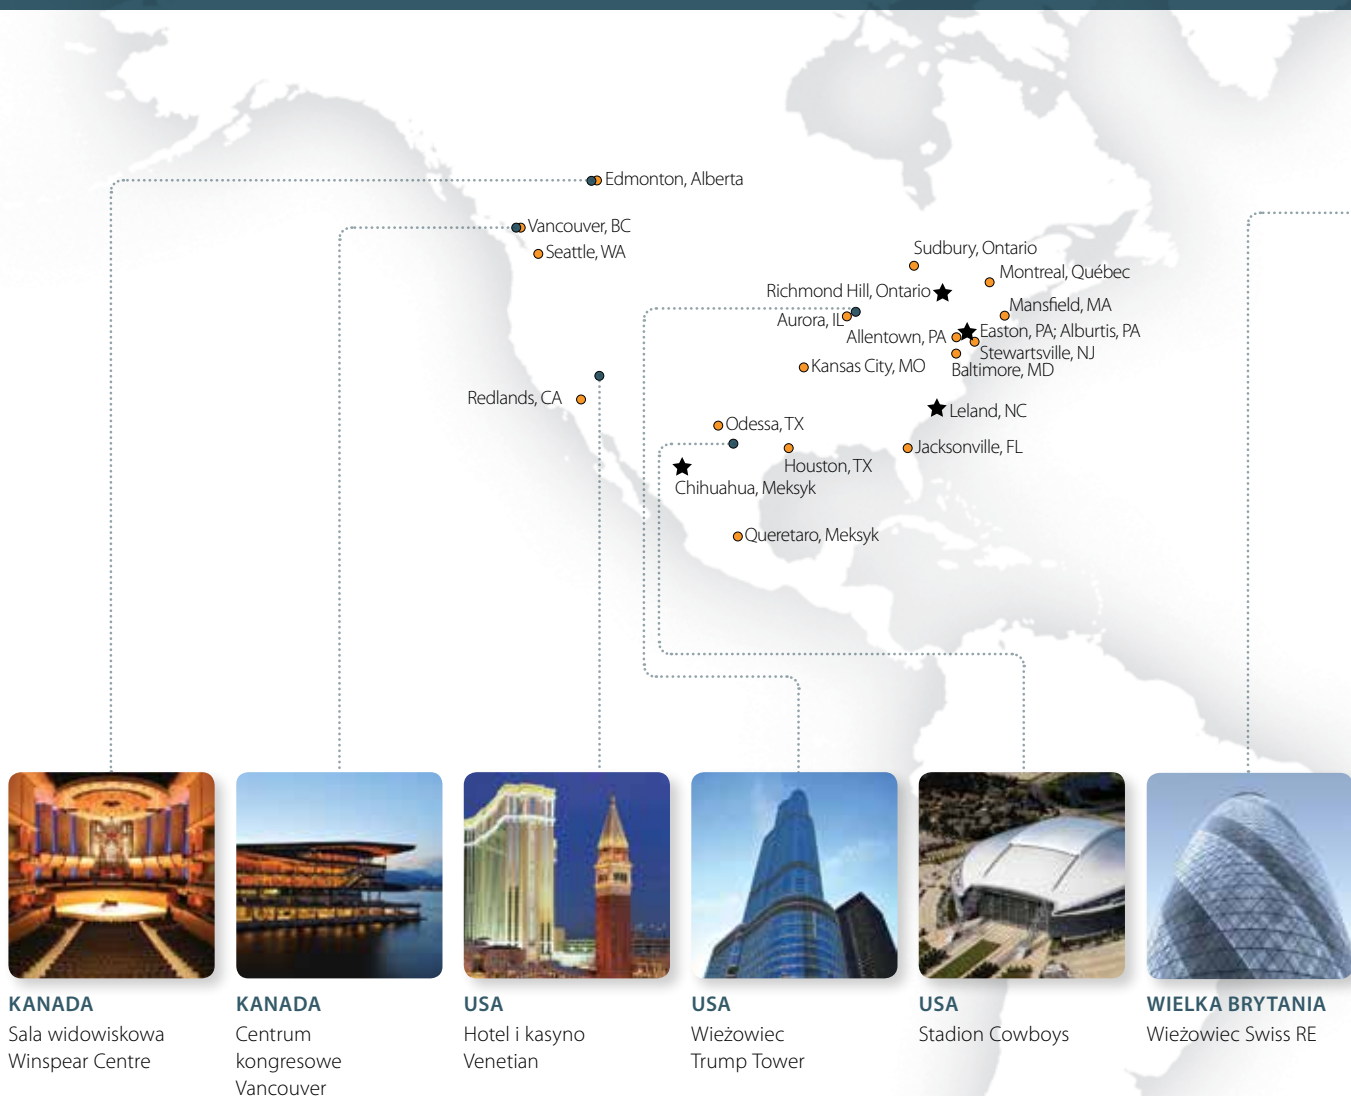 Edmonton, Alberta
Vancouver, BC
Seattle, WA
Sudbury, Ontario
Montreal, Québec
Richmond Hill, Ontario
Mansfield, MA
Aurora, IL
Easton, PA; Alburtis, PA
Allentown, PA
Stewartsville, NJ
Kansas City, MO
Baltimore, MD
Redlands, CA
Leland, NC
Odessa, TX
Jacksonville, FL
Houston, TX
Chihuahua, Meksyk
Queretaro, Meksyk
KANADA
Sala widowiskowa
Winspear Centre
KANADA
Centrum
kongresowe
Vancouver
USA
Hotel i kasyno
Venetian
USA
Wieżowiec
Trump Tower
USA
Stadion Cowboys
WIELKA BRYTANIA
Wieżowiec Swiss RE